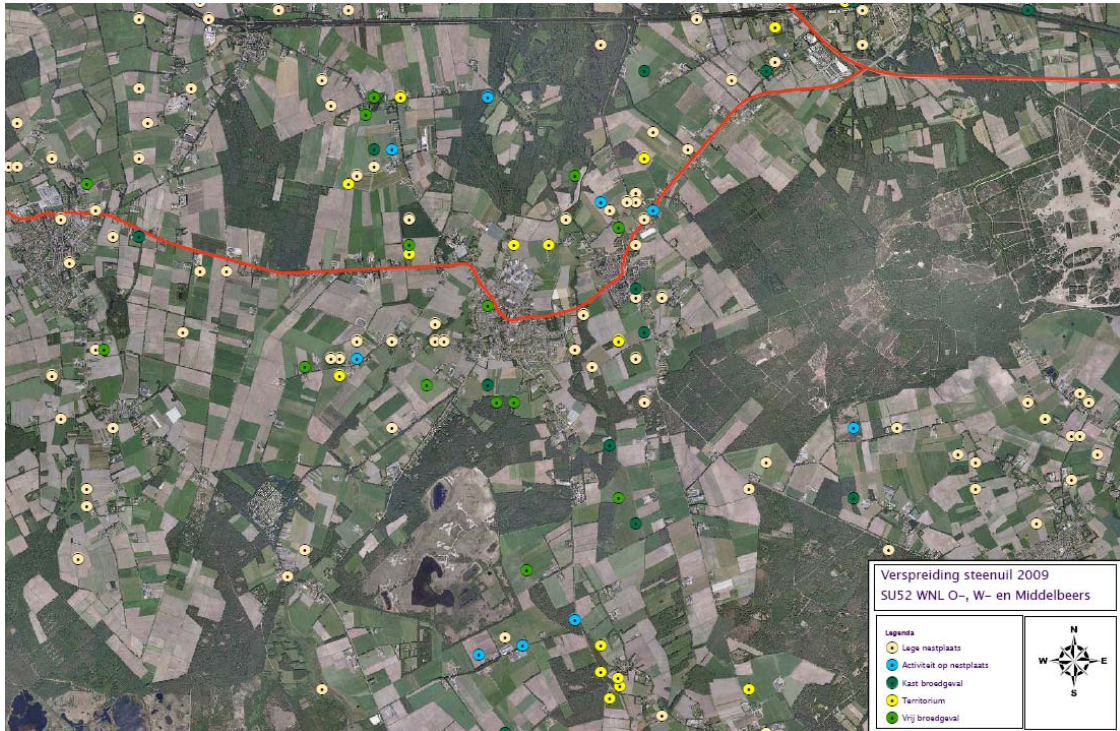 Verspreiding steenuil 2009
SU52 WNL O-, W- en Middelbeers
Legenda
Lege nestplaats
Activiteit op nestplaats
Kast broedgeval
Territorium
Vrij broedgeval
N
W E
S